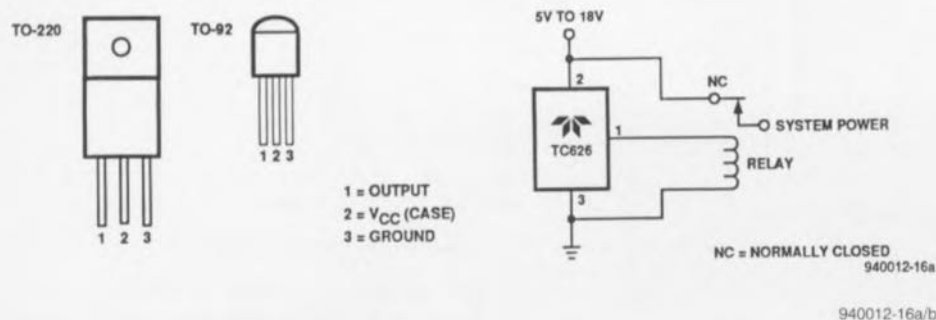 TO-220
TO-92
1 2 3
1 2 3
1 = OUTPUT
2 = VCC (CASE)
3 = GROUND
5V TO 18V
2
NC
SYSTEM POWER
TC626
1
RELAY
3
NC = NORMALLY CLOSED
940012-16a
940012-16a/b